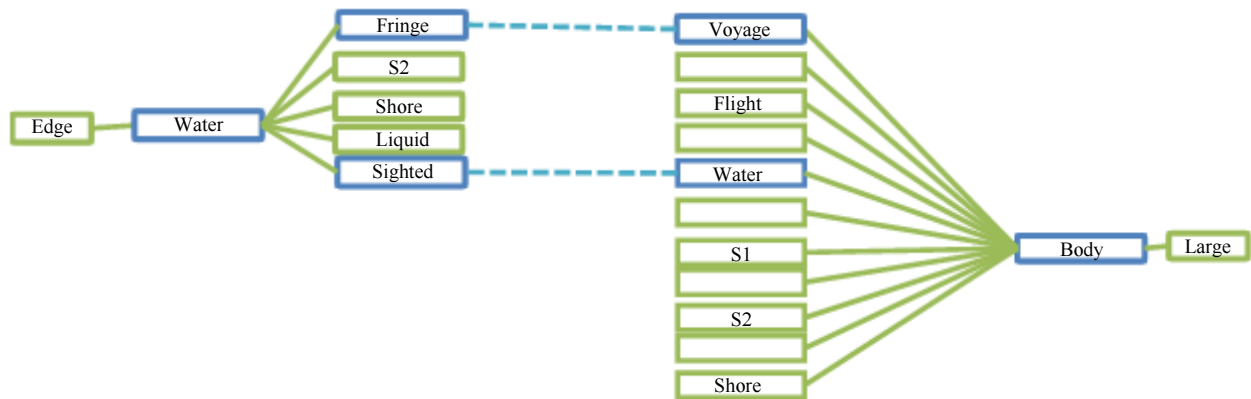 Fringe
Voyage
S2
Shore
Flight
Edge
Water
Liquid
Sighted
Water
S1
Body
Large
S2
Shore